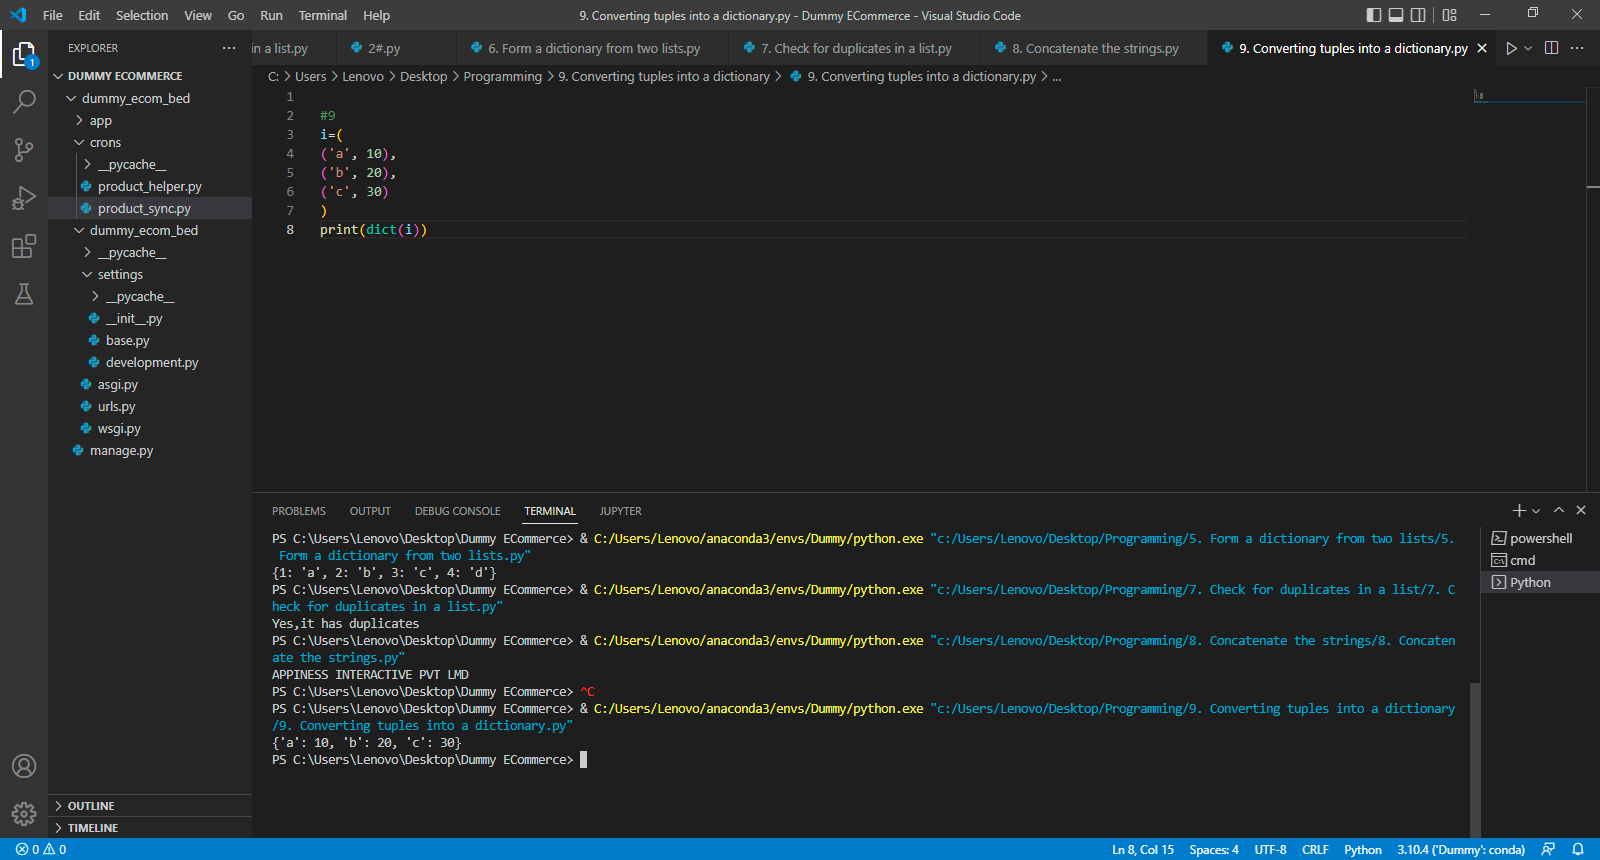 File Edit Selection View Go Run Terminal Help
9. Converting tuples into a dictionary.py - Dummy ECommerce - Visual Studio Code
EXPLORER
in a list.py
2#.py
6. Form a dictionary from two lists.py
7. Check for duplicates in a list.py
8. Concatenate the strings.py
9. Converting tuples into a dictionary.py
1
DUMMY ECOMMERCE
dummy_ecom_bed
app
crons
__pycache__
product_helper.py
product_sync.py
dummy_ecom_bed
__pycache__
settings
__pycache__
__init__.py
base.py
development.py
asgi.py
urls.py
wsgi.py
manage.py
OUTLINE
TIMELINE
C: > Users > Lenovo > Desktop > Programming > 9. Converting tuples into a dictionary > 9. Converting tuples into a dictionary.py > ...
1
2 #9
3 i=(
4 ('a', 10),
5 ('b', 20),
6 ('c', 30)
7 )
8 print(dict(i))
PROBLEMS OUTPUT DEBUG CONSOLE TERMINAL JUPYTER
PS C:\Users\Lenovo\Desktop\Dummy ECommerce> & C:/Users/Lenovo/anaconda3/envs/Dummy/python.exe "c:/Users/Lenovo/Desktop/Programming/5. Form a dictionary from two lists/5.
Form a dictionary from two lists.py"
{1: 'a', 2: 'b', 3: 'c', 4: 'd'}
PS C:\Users\Lenovo\Desktop\Dummy ECommerce> & C:/Users/Lenovo/anaconda3/envs/Dummy/python.exe "c:/Users/Lenovo/Desktop/Programming/7. Check for duplicates in a list/7. C
heck for duplicates in a list.py"
Yes,it has duplicates
PS C:\Users\Lenovo\Desktop\Dummy ECommerce> & C:/Users/Lenovo/anaconda3/envs/Dummy/python.exe "c:/Users/Lenovo/Desktop/Programming/8. Concatenate the strings/8. Concaten
ate the strings.py"
APPINESS INTERACTIVE PVT LMD
PS C:\Users\Lenovo\Desktop\Dummy ECommerce> ^C
PS C:\Users\Lenovo\Desktop\Dummy ECommerce> & C:/Users/Lenovo/anaconda3/envs/Dummy/python.exe "c:/Users/Lenovo/Desktop/Programming/9. Converting tuples into a dictionary
/9. Converting tuples into a dictionary.py"
{'a': 10, 'b': 20, 'c': 30}
PS C:\Users\Lenovo\Desktop\Dummy ECommerce>
powershell
cmd
Python
0 0
Ln 8, Col 15 Spaces: 4 UTF-8 CRLF Python 3.10.4 ('Dummy': conda)